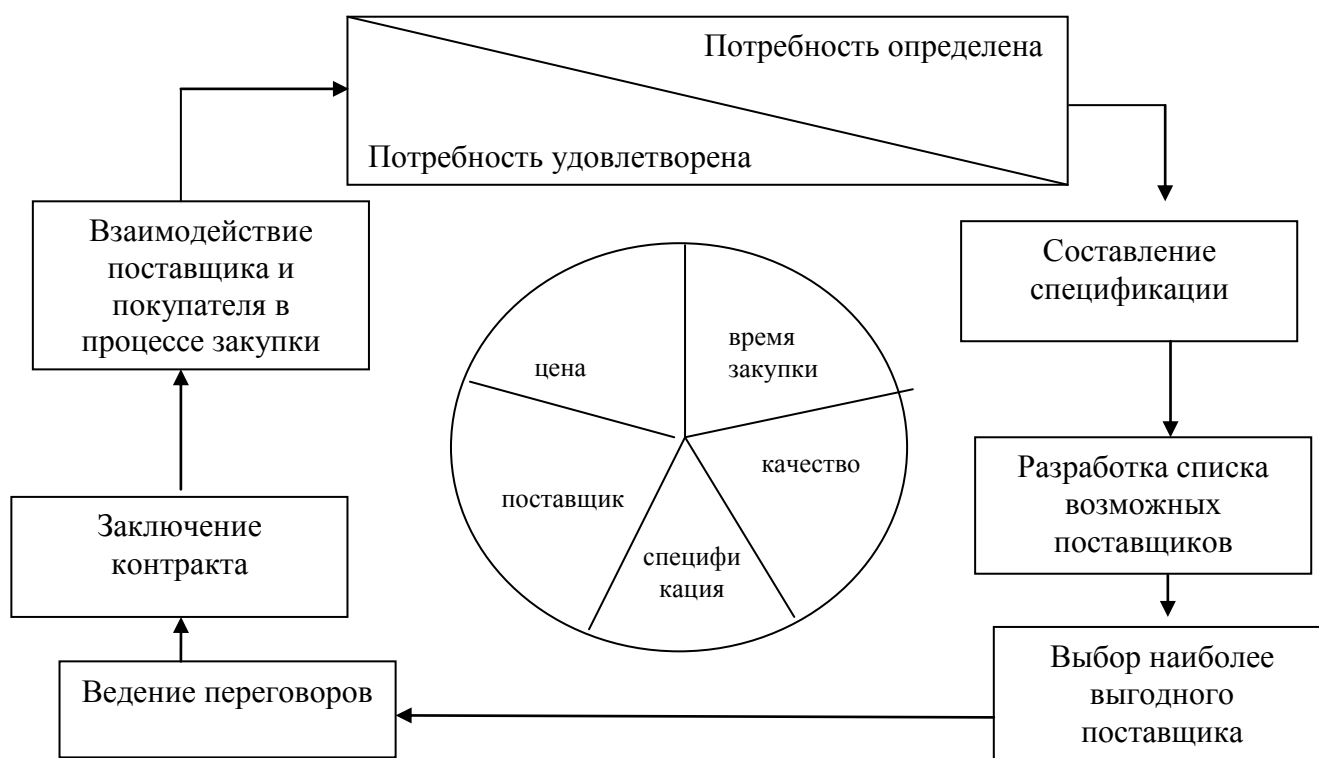 Потребность определена
Потребность удовлетворена
Взаимодействие
поставщика и
покупателя в
процессе закупки
Составление
спецификации
цена
время
закупки
качество
поставщик
специфи
кация
Разработка списка
возможных
поставщиков
Заключение
контракта
Ведение переговоров
Выбор наиболее
выгодного
поставщика